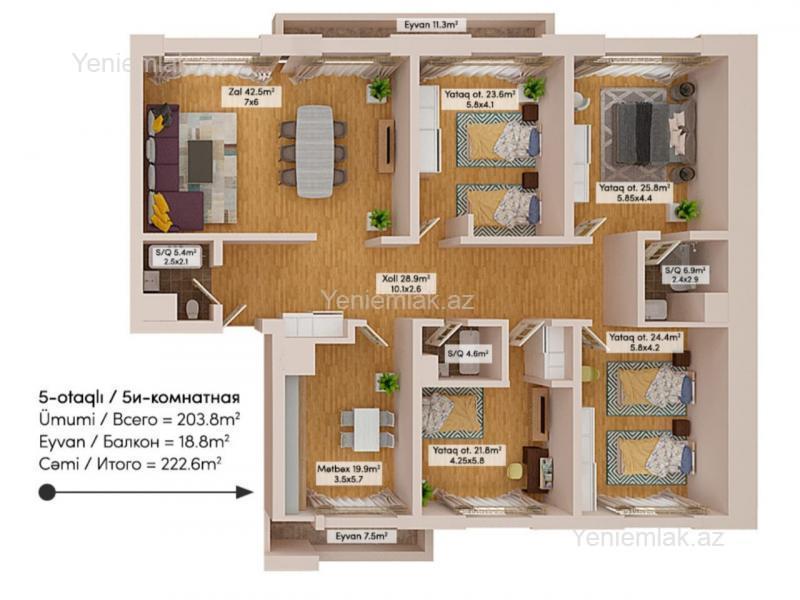 Eyvan 11.3m²
Yeniemlak.az
Yeniemlak.az
Zal 42.5m²
7x6
Yataq ot. 23.6m²
5.8x4.1
Yataq ot. 25.8m²
5.85x4.4
S/Q 5.4m²
2.5x2.1
Xoll 28.9m²
10.1x2.6
S/Q 6.9m²
2.4x2.9
Yeniemlak.az
S/Q 4.6m²
Yataq ot. 24.4m²
5.8x4.2
5-otaqlı / 5и-комнатная
Ümumi / Всего = 203.8m²
Eyvan / Балкон = 18.8m²
Cəmi / Итого = 222.6m²
Mətbəx 19.9m²
3.5x5.7
Yataq ot. 21.8m²
4.25x5.8
Eyvan 7.5m²
Yeniemlak.az